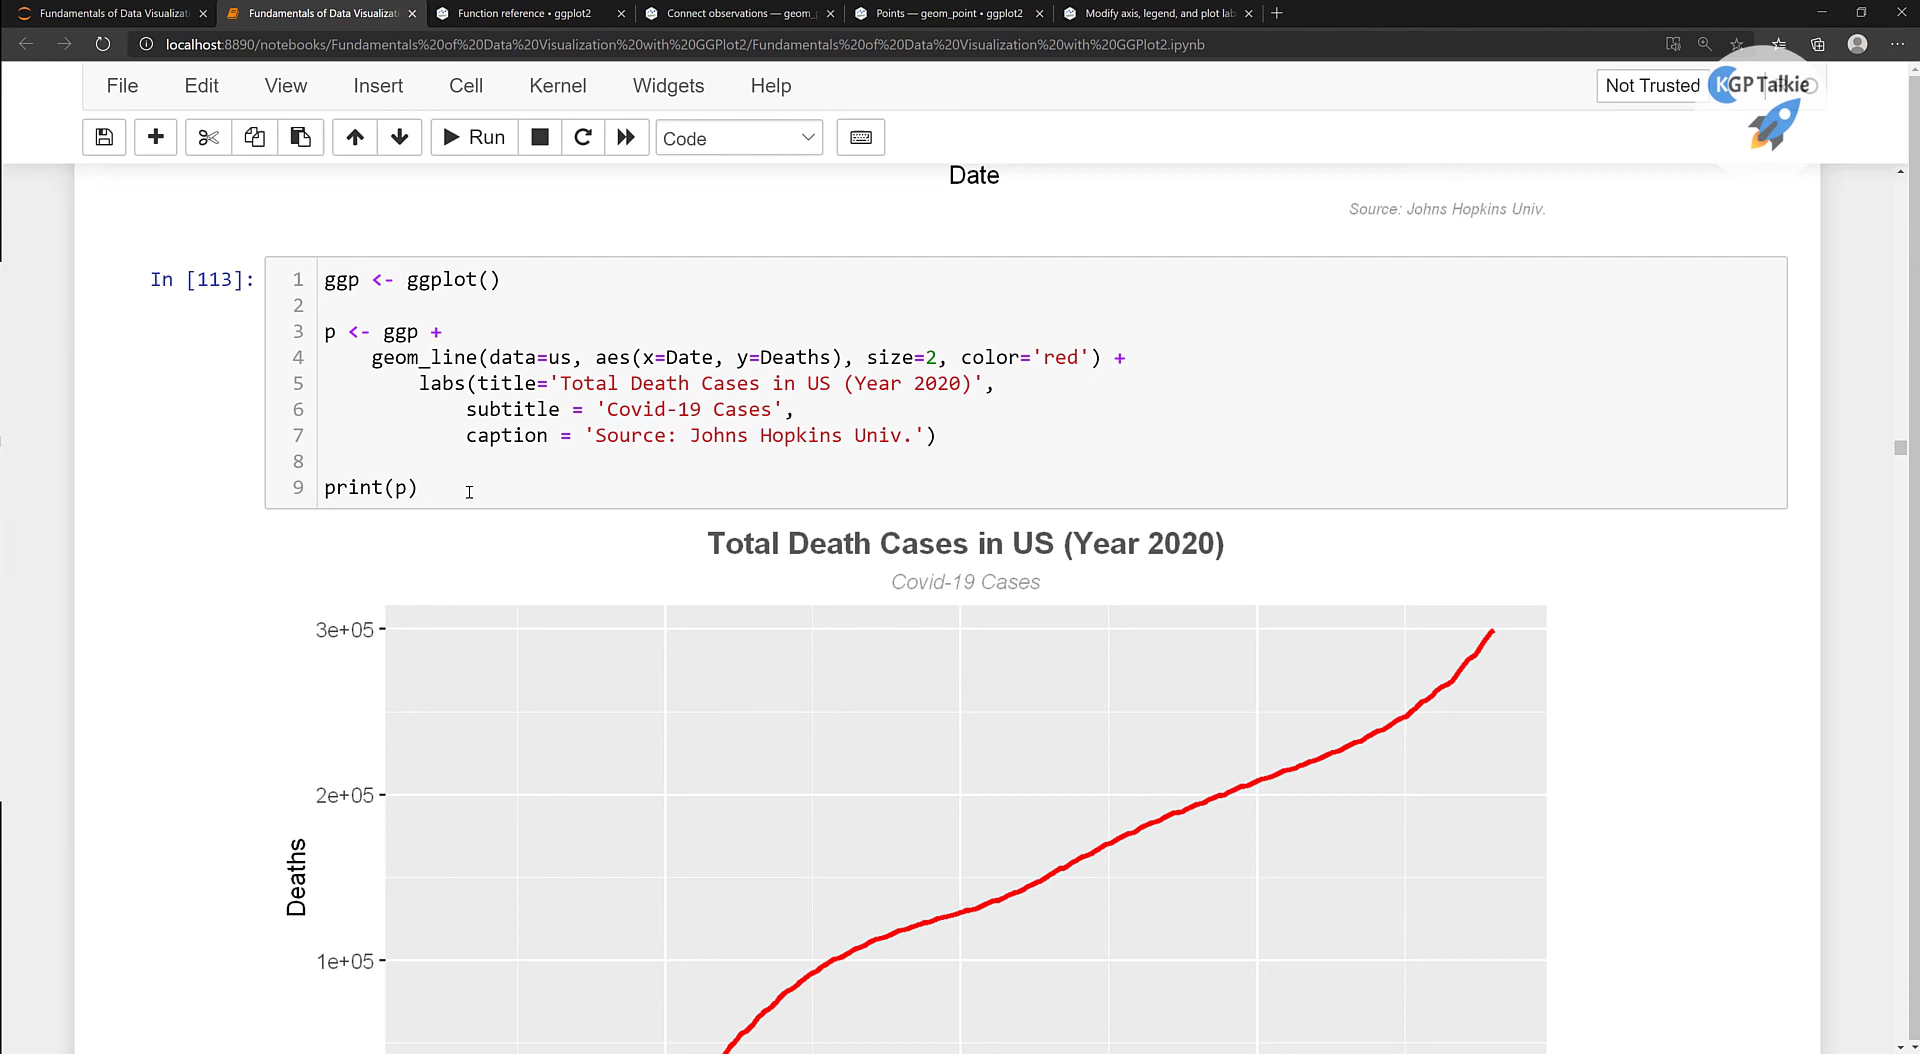 Fundamentals of Data Visualizati
Fundamentals of Data Visualizati
Function reference • ggplot2
Connect observations — geom_
Points — geom_point • ggplot2
Modify axis, legend, and plot lab
localhost:8890/notebooks/Fundamentals%20of%20Data%20Visualization%20with%20GGPlot2/Fundamentals%20of%20Data%20Visualization%20with%20GGPlot2.ipynb
File Edit View Insert Cell Kernel Widgets Help
Not Trusted
KGP Talkie
Run
Code
Date
Source: Johns Hopkins Univ.
In [113]:
1 ggp <- ggplot()
2
3 p <- ggp +
4 geom_line(data=us, aes(x=Date, y=Deaths), size=2, color='red') +
5 labs(title='Total Death Cases in US (Year 2020)',
6 subtitle = 'Covid-19 Cases',
7 caption = 'Source: Johns Hopkins Univ.')
8
9 print(p)
Total Death Cases in US (Year 2020)
Covid-19 Cases
3e+05
2e+05
Deaths
1e+05